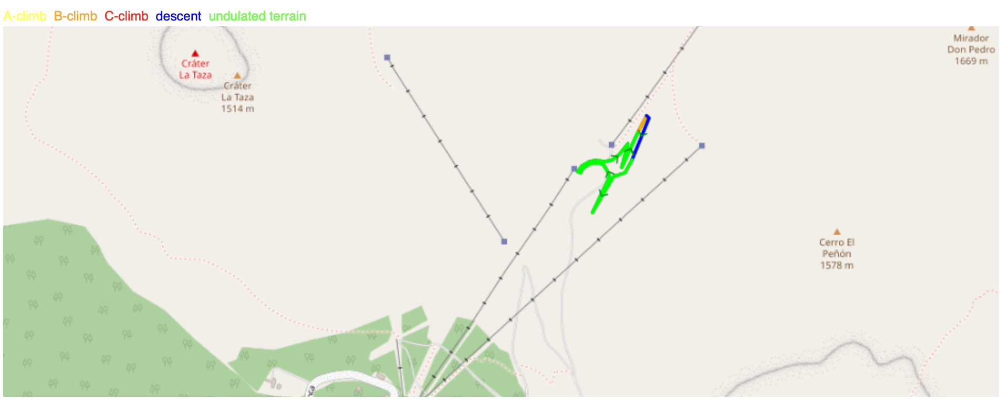 A-climb B-climb C-climb descent undulated terrain
Mirador
Don Pedro
1669 m
Cráter
La Taza
Cráter
La Taza
1514 m
Cerro El
Peñón
1578 m